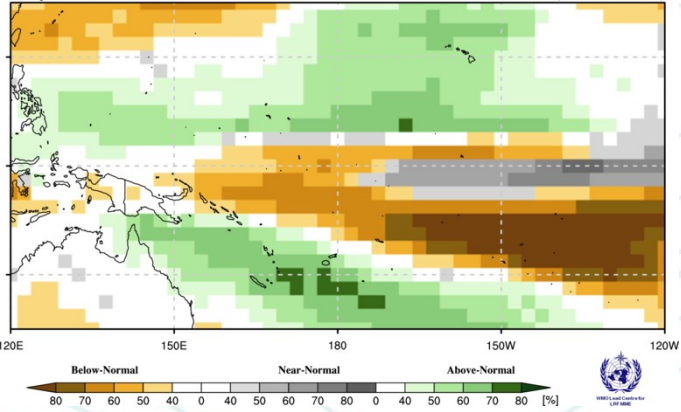 120E 150E 180 150W 120W
Below-Normal Near-Normal Above-Normal
80 70 60 50 40 0 40 50 60 70 80 0 40 50 60 70 80 [%]
WMO Lead Centre for
LRF MME